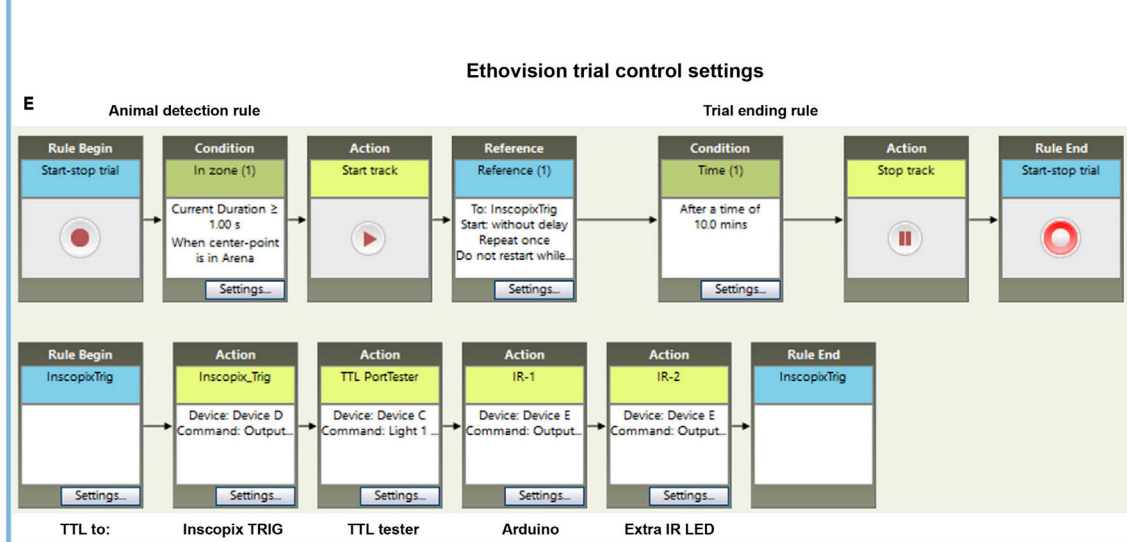 Ethovision trial control settings
E
Animal detection rule
Trial ending rule
Rule Begin
Start-stop trial
Condition
In zone (1)
Current Duration ≥
1.00 s
When center-point
is in Arena
Settings...
Action
Start track
Reference
Reference (1)
To: InscopixTrig
Start: without delay
Repeat once
Do not restart while...
Settings...
Condition
Time (1)
After a time of
10.0 mins
Settings...
Action
Stop track
Rule End
Start-stop trial
Rule Begin
InscopixTrig
Settings...
Action
Inscopix_Trig
Device: Device D
Command: Output...
Settings...
Action
TTL PortTester
Device: Device C
Command: Light 1 ...
Settings...
Action
IR-1
Device: Device E
Command: Output...
Settings...
Action
IR-2
Device: Device E
Command: Output...
Settings...
Rule End
InscopixTrig
TTL to:
Inscopix TRIG
TTL tester
Arduino
Extra IR LED